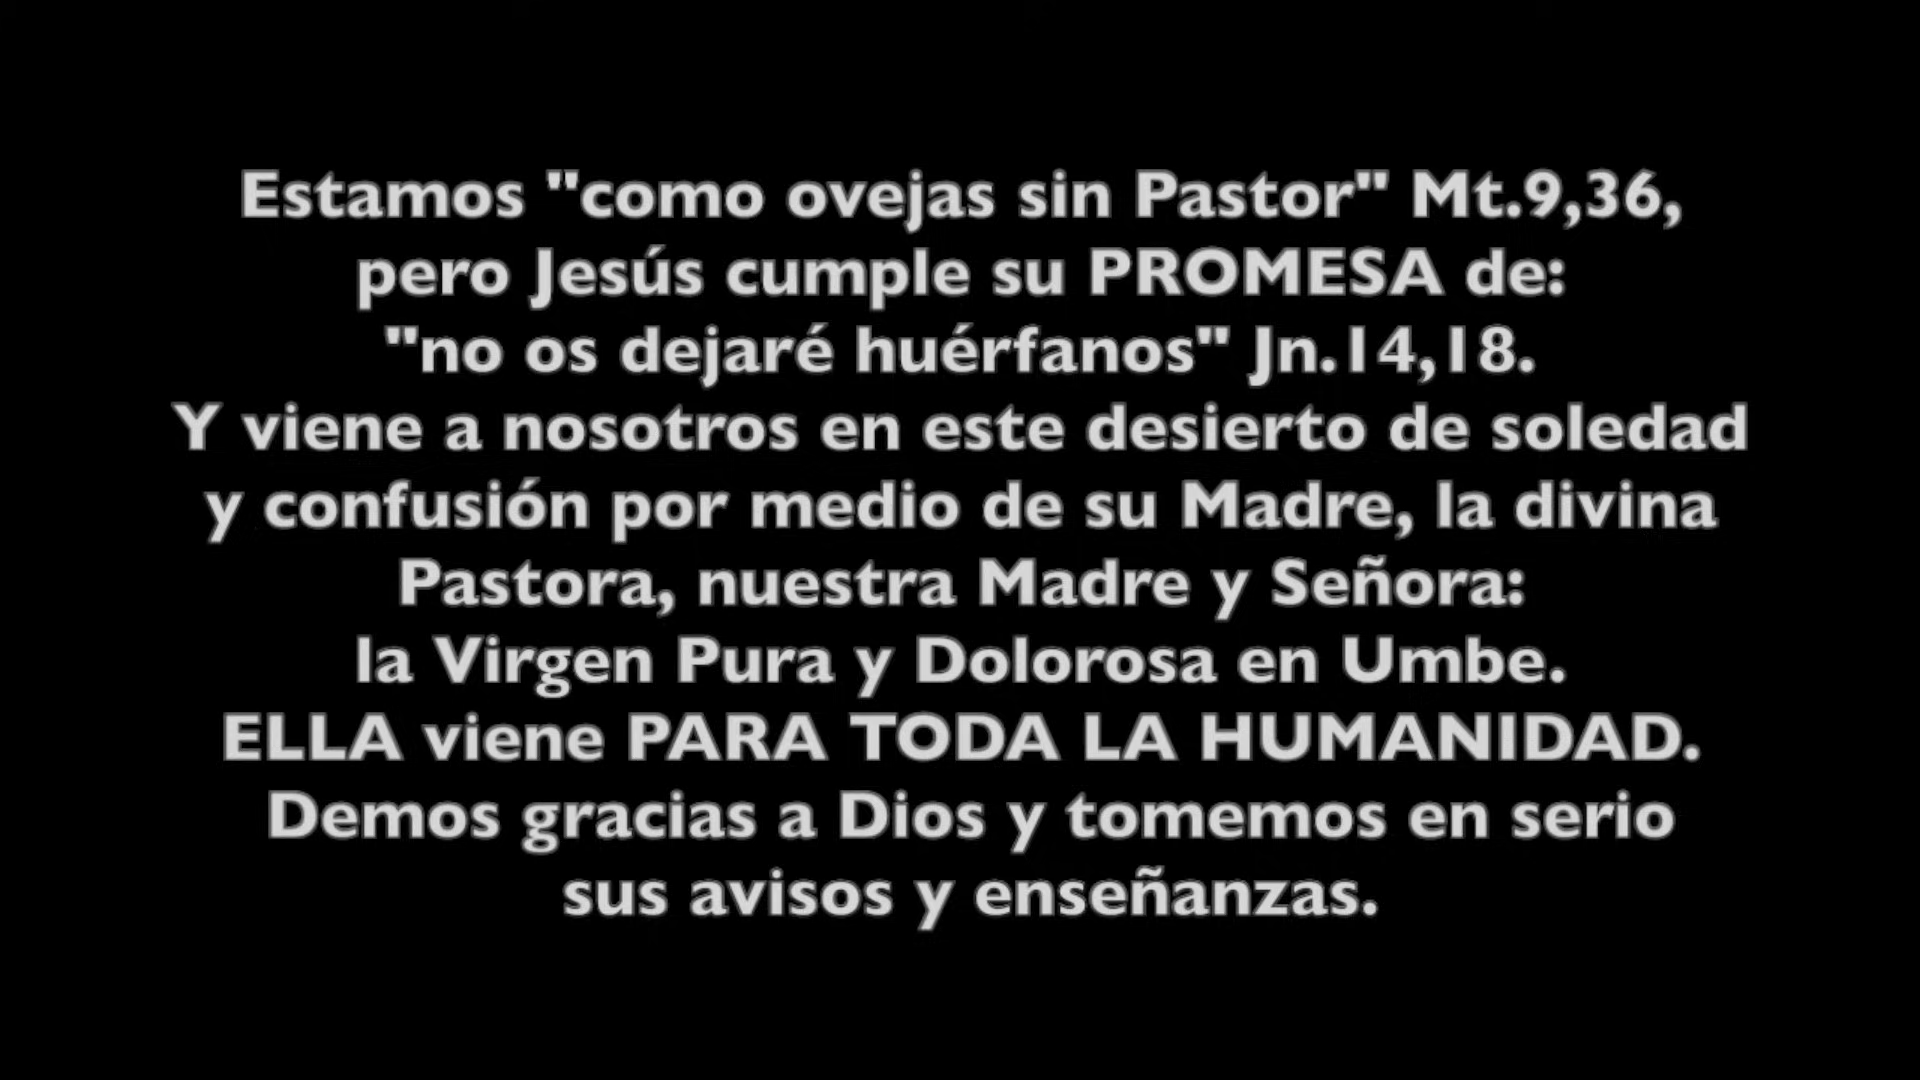 Estamos "como ovejas sin Pastor" Mt.9,36,
pero Jesús cumple su PROMESA de:
"no os dejaré huérfanos" Jn.14,18.
Y viene a nosotros en este desierto de soledad
y confusión por medio de su Madre, la divina
Pastora, nuestra Madre y Señora:
la Virgen Pura y Dolorosa en Umbe.
ELLA viene PARA TODA LA HUMANIDAD.
Demos gracias a Dios y tomemos en serio
sus avisos y enseñanzas.